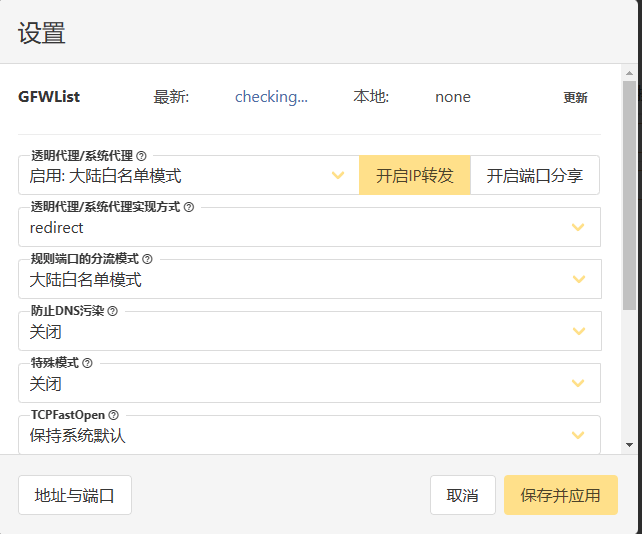 设置
GFWList 最新: checking... 本地: none 更新
透明代理/系统代理
启用: 大陆白名单模式 开启IP转发 开启端口分享
透明代理/系统代理实现方式
redirect
规则端口的分流模式
大陆白名单模式
防止DNS污染
关闭
特殊模式
关闭
TCPFastOpen
保持系统默认
地址与端口 取消 保存并应用